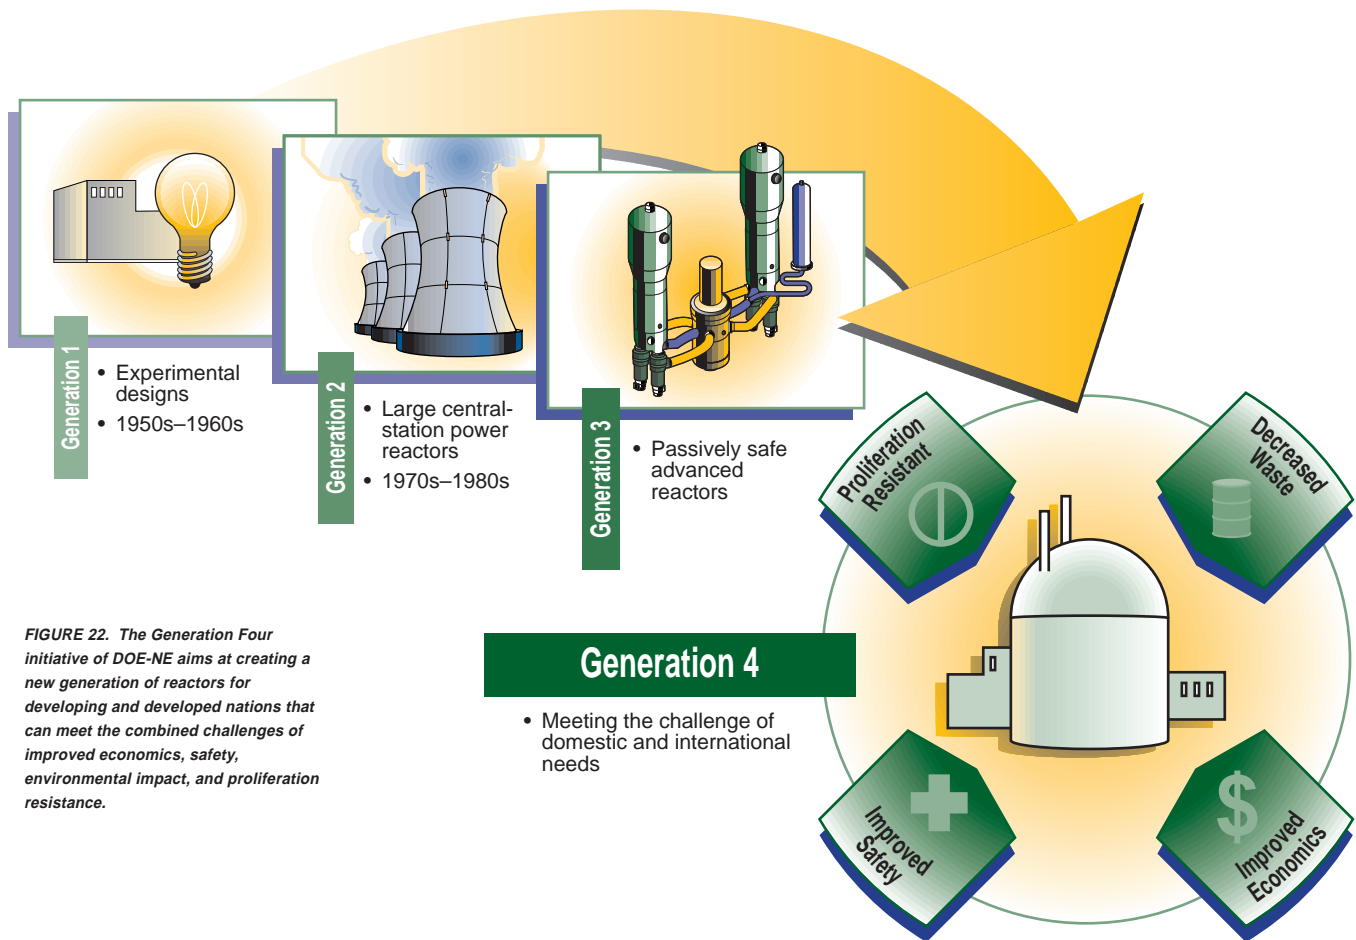 Generation 1
• Experimental
designs
• 1950s–1960s
Generation 2
• Large central-
station power
reactors
• 1970s–1980s
Generation 3
• Passively safe
advanced
reactors
Proliferation
Resistant
Decreased
Waste
FIGURE 22. The Generation Four
initiative of DOE-NE aims at creating a
new generation of reactors for
developing and developed nations that
can meet the combined challenges of
improved economics, safety,
environmental impact, and proliferation
resistance.
Generation 4
• Meeting the challenge of
domestic and international
needs
Improved
Safety
$
Improved
Economics